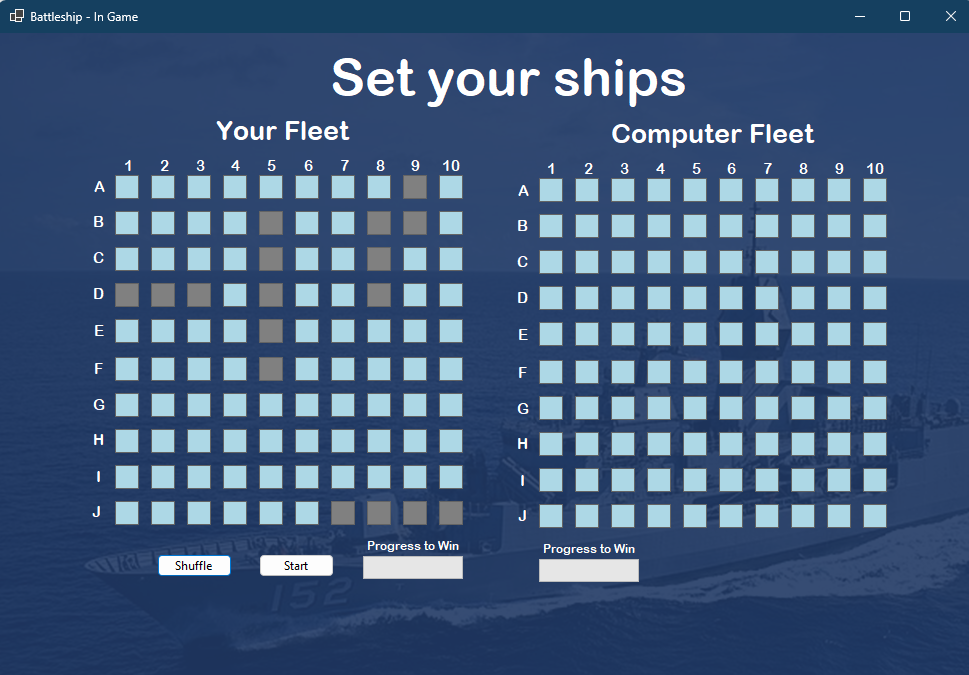 Battleship - In Game
Set your ships
Your Fleet
Computer Fleet
1 2 3 4 5 6 7 8 9 10
1 2 3 4 5 6 7 8 9 10
A
B
C
D
E
F
G
H
I
J
A
B
C
D
E
F
G
H
I
J
Progress to Win
Progress to Win
Shuffle
Start
152